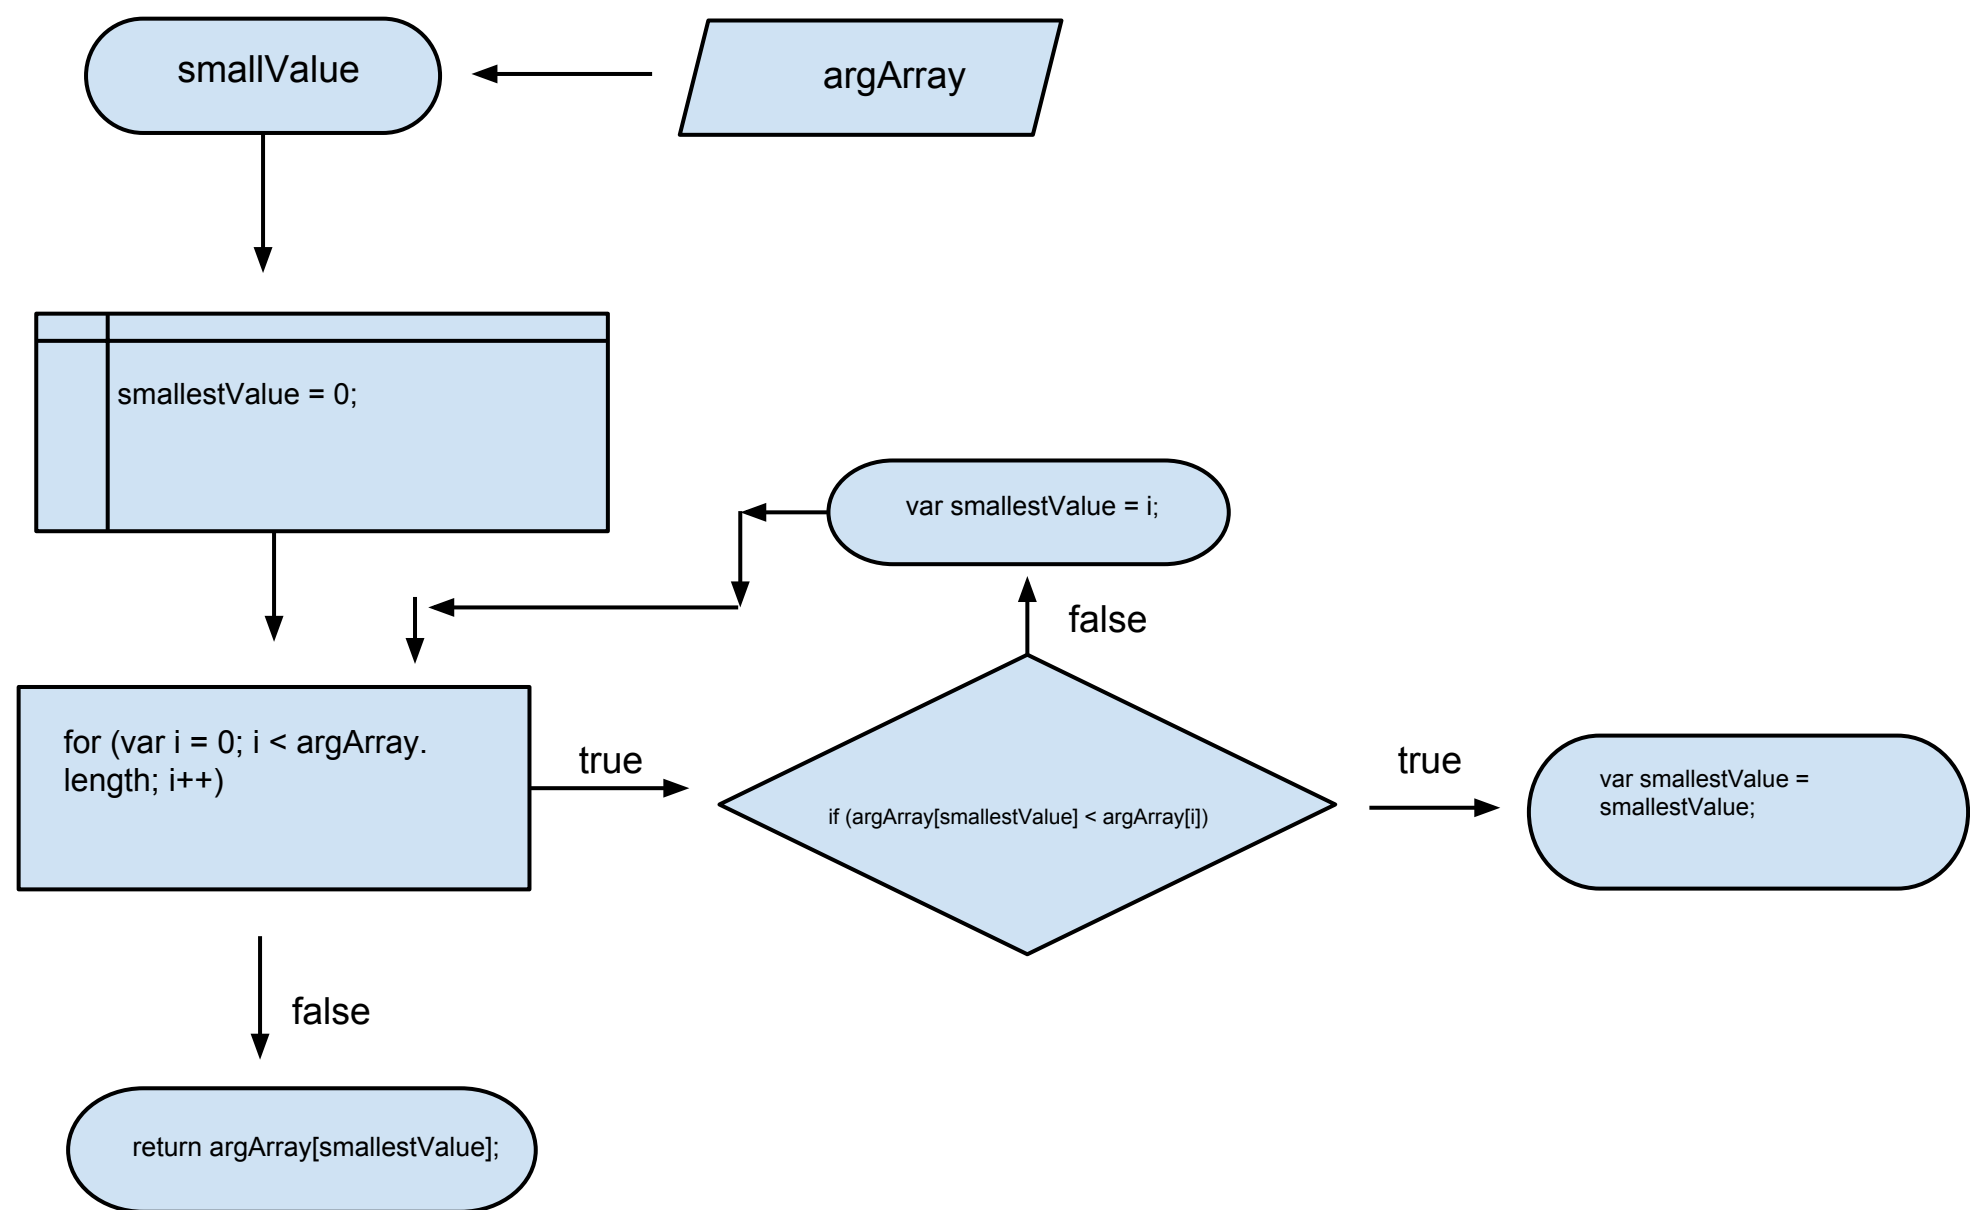 smallValue
argArray
smallestValue = 0;
var smallestValue = i;
false
for (var i = 0; i < argArray.
length; i++)
true
if (argArray[smallestValue] < argArray[i])
true
var smallestValue =
smallestValue;
false
return argArray[smallestValue];